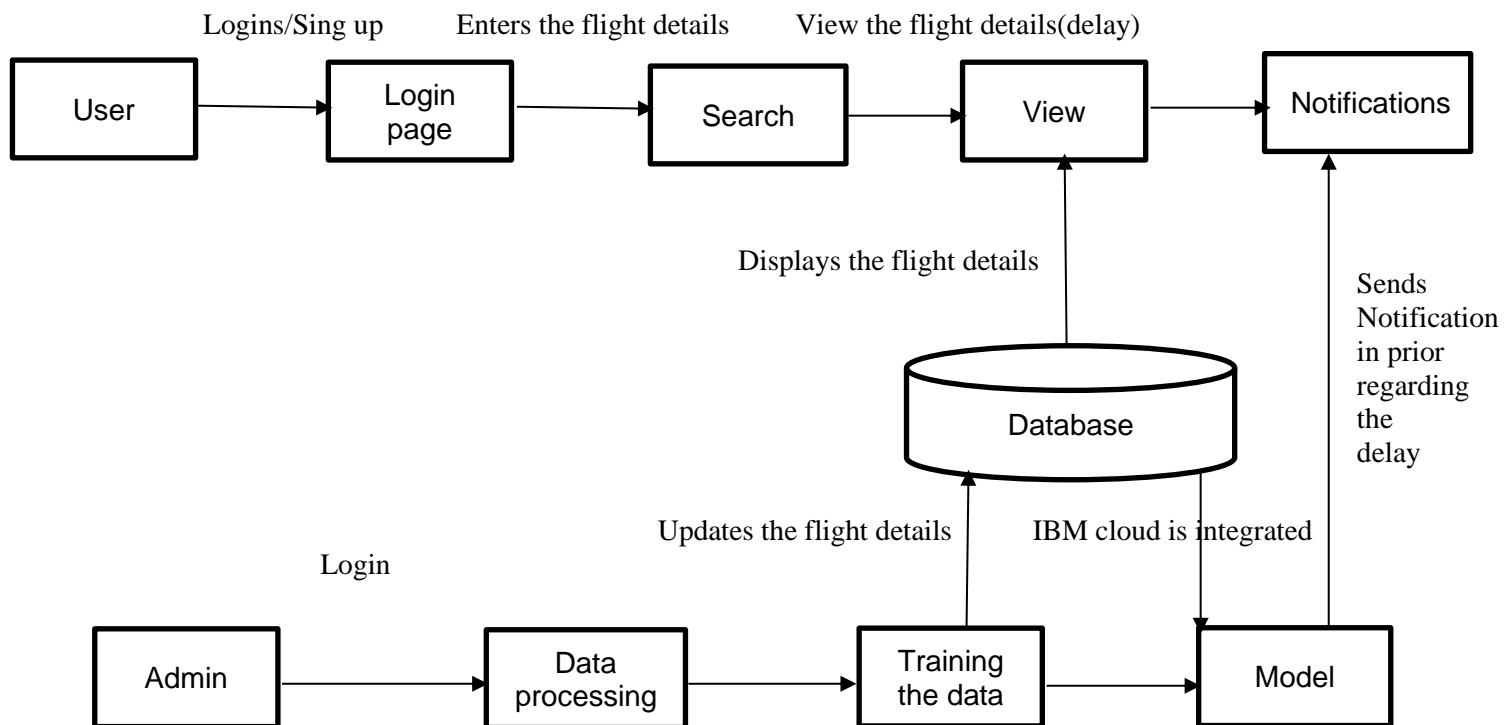 Logins/Sing up
Enters the flight details
View the flight details(delay)
User
Login
page
Search
View
Notifications
Displays the flight details
Sends
Notification
in prior
regarding
the
delay
Database
Updates the flight details
IBM cloud is integrated
Login
Admin
Data
processing
Training
the data
Model